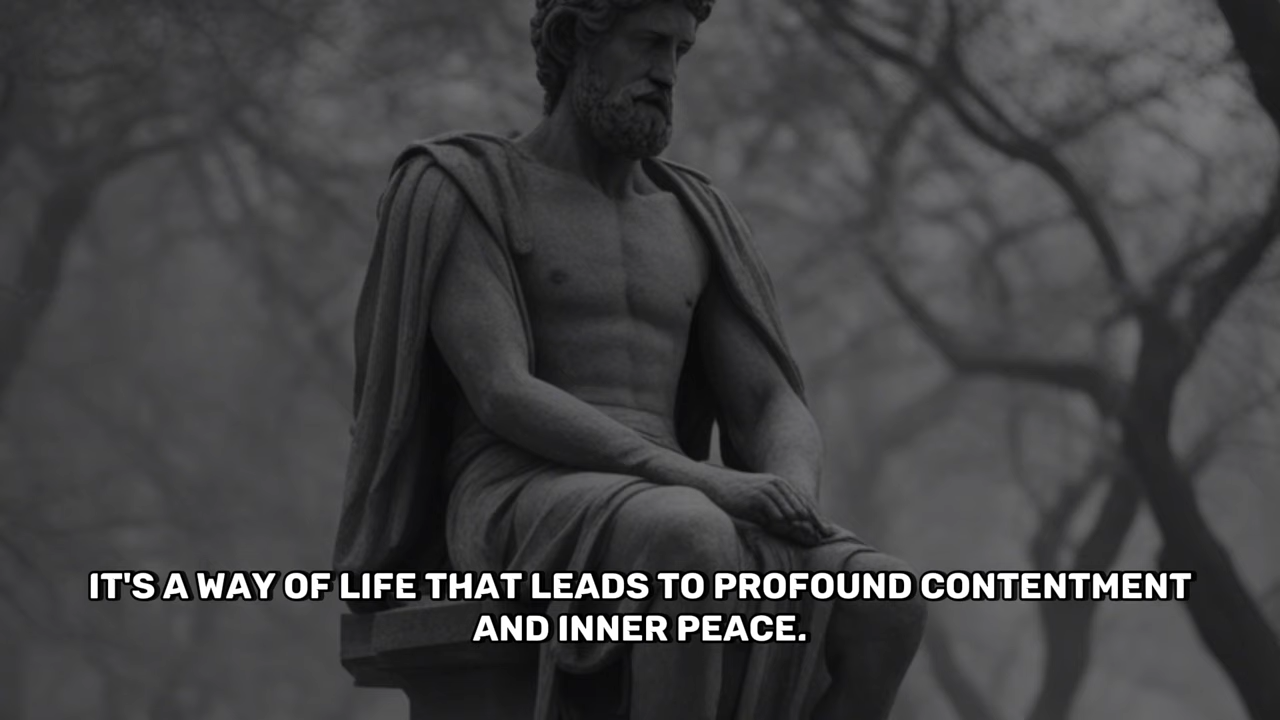 IT'S A WAY OF LIFE THAT LEADS TO PROFOUND CONTENTMENT
AND INNER PEACE.